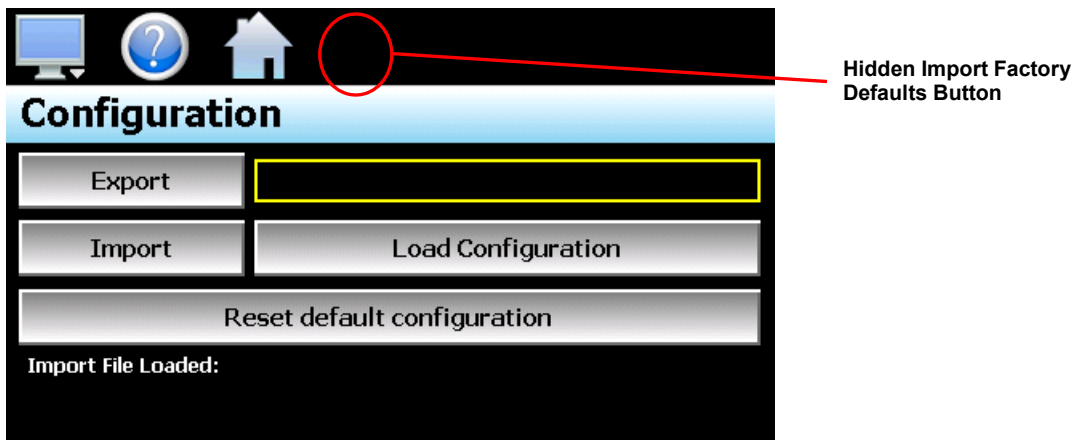 ?
Hidden Import Factory
Defaults Button
Configuration
Export
Import
Load Configuration
Reset default configuration
Import File Loaded: